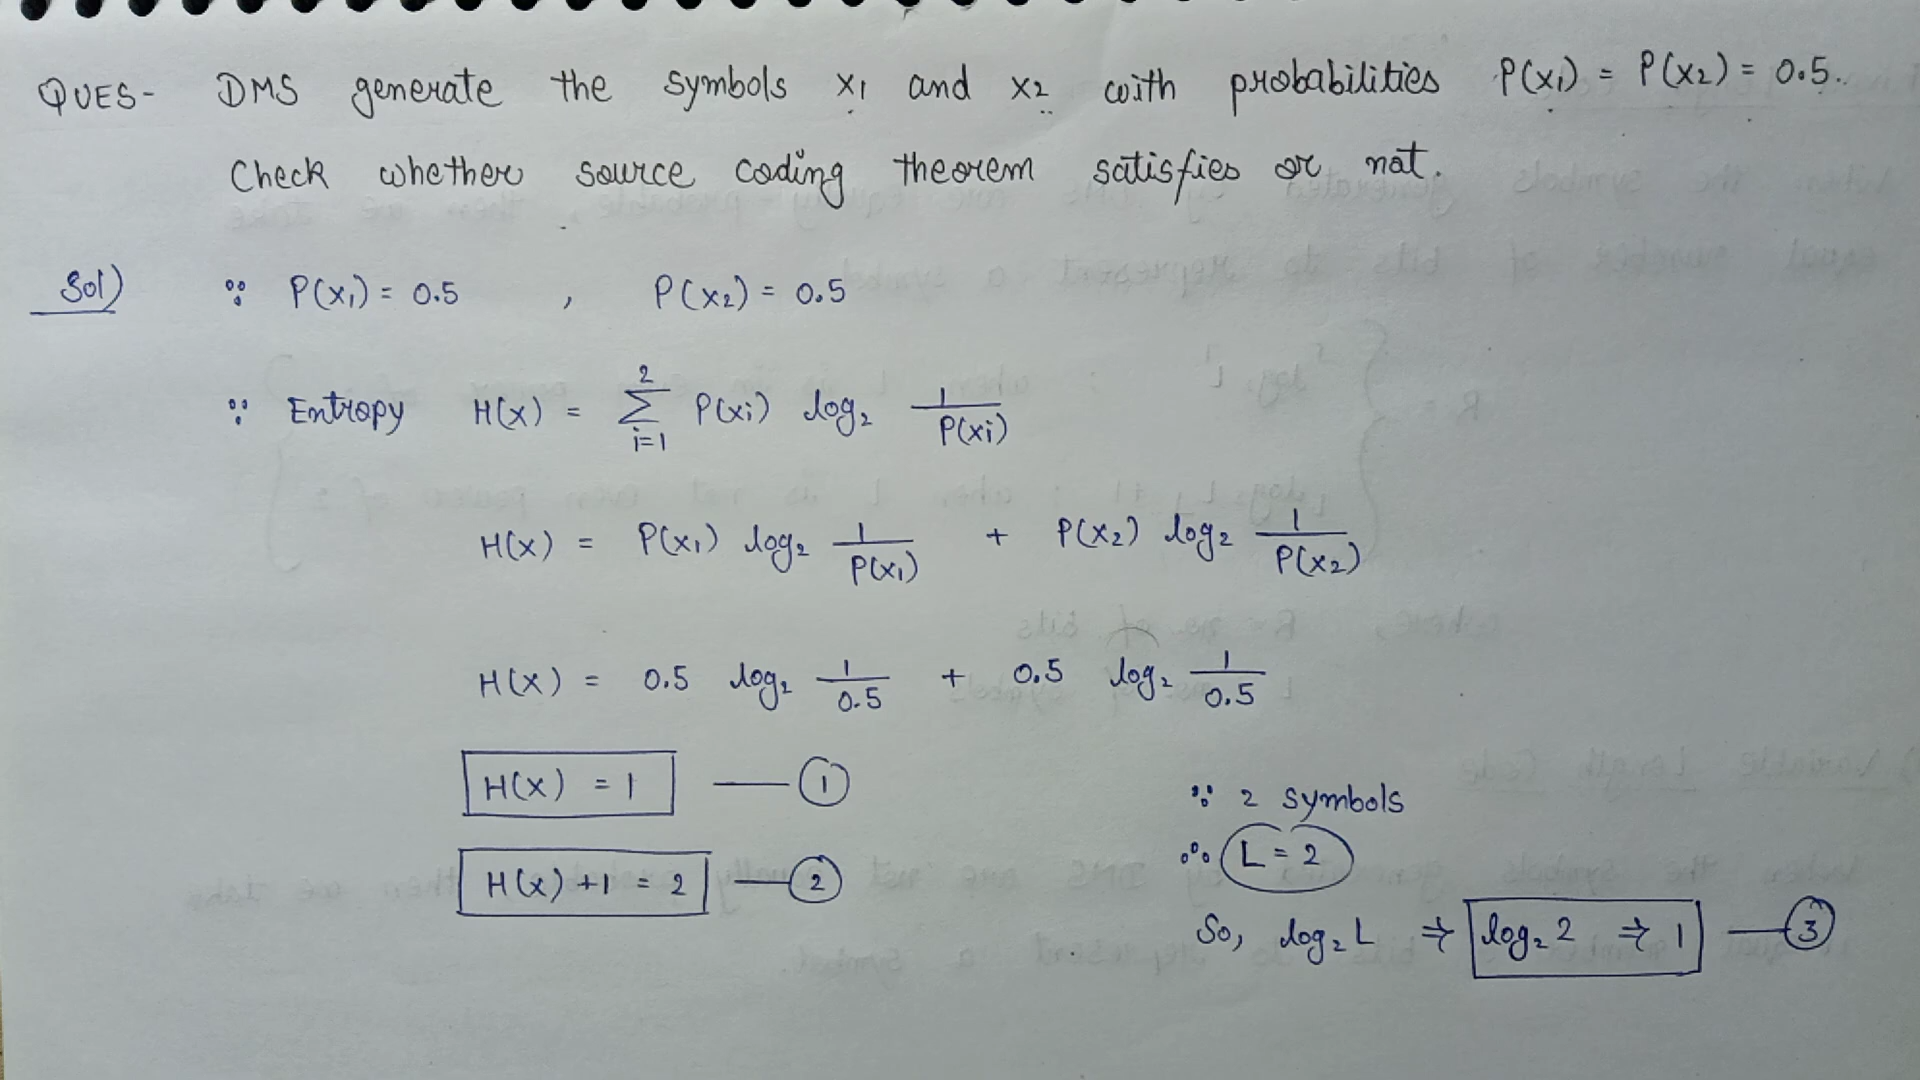 QUES- DMS generate the symbols x₁ and x₂ with probabilities P(x₁) = P(x₂) = 0.5.
Check whether source coding theorem satisfies or not.
Sol) ∵ P(x₁) = 0.5 , P(x₂) = 0.5
∵ Entropy H(x) = ∑_{i=1}^{2} P(xi) log₂ 1/P(xi)
H(x) = P(x₁) log₂ 1/P(x₁) + P(x₂) log₂ 1/P(x₂)
H(x) = 0.5 log₂ 1/0.5 + 0.5 log₂ 1/0.5
H(x) = 1 — ①
H(x) + 1 = 2 — ②
∵ 2 symbols
∴ L = 2
So, log₂ L ⇒ log₂ 2 ⇒ 1 — ③